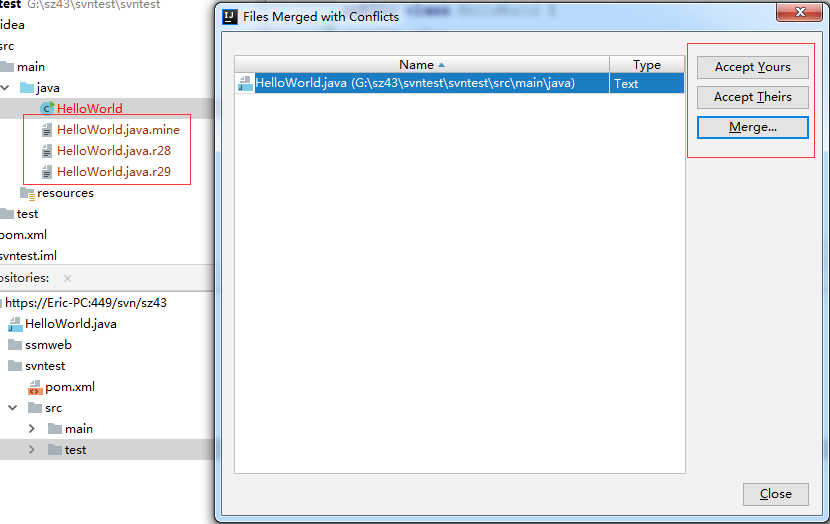 test G:\sz43\svntest\svntest
idea
src
main
java
HelloWorld
HelloWorld.java.mine
HelloWorld.java.r28
HelloWorld.java.r29
resources
test
pom.xml
svntest.iml
ositories:
https://Eric-PC:449/svn/sz43
HelloWorld.java
ssmweb
svntest
pom.xml
src
main
test
Files Merged with Conflicts
Name Type
HelloWorld.java (G:\sz43\svntest\svntest\src\main\java) Text
Accept Yours
Accept Theirs
Merge...
Close